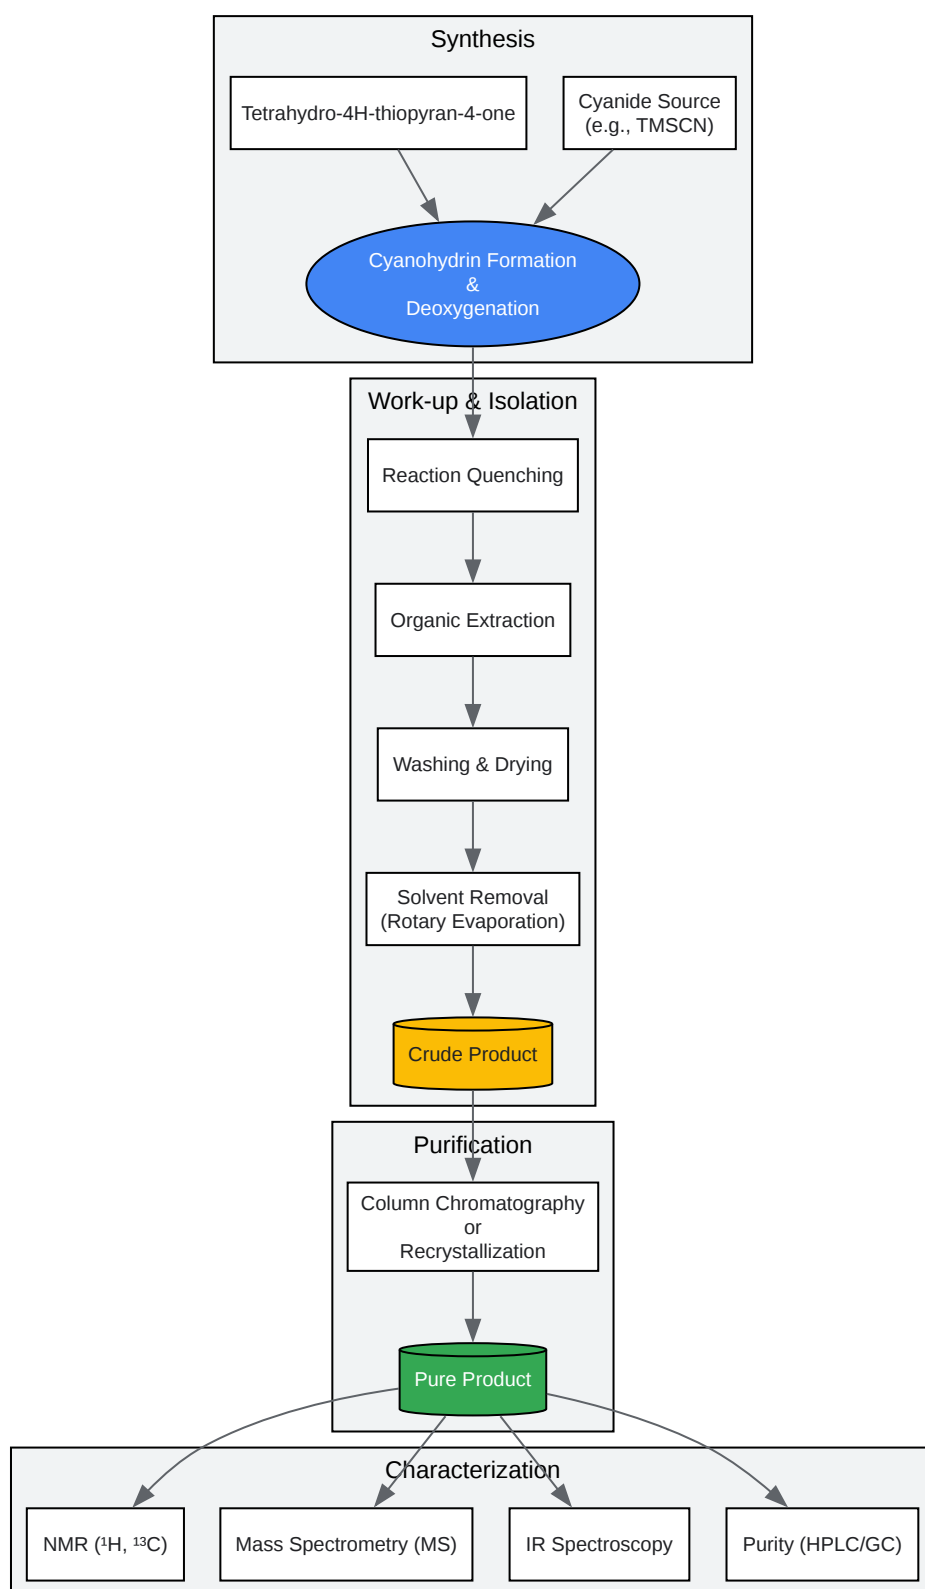 Synthesis
Tetrahydro-4H-thiopyran-4-one
Cyanide Source
(e.g., TMSCN)
Cyanohydrin Formation
&
Deoxygenation
Work-up & Isolation
Reaction Quenching
Organic Extraction
Washing & Drying
Solvent Removal
(Rotary Evaporation)
Crude Product
Purification
Column Chromatography
or
Recrystallization
Pure Product
Characterization
NMR (¹H, ¹³C)
Mass Spectrometry (MS)
IR Spectroscopy
Purity (HPLC/GC)